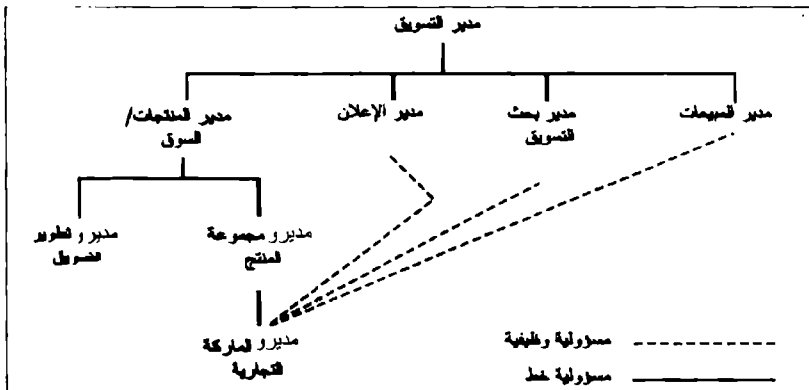 مدير التسويق
مدير المبيعات
مدير بحث
التسويق
مدير الإعلان
مدير المنتجات/
السوق
مديرو مجموعة
المنتج
مديرو تطوير
التمويل
مديرو الماركة
التجارية
مسؤولية وظيفية
مسؤولية خط